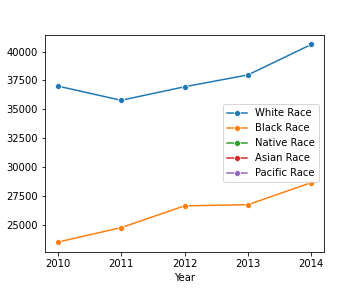 40000
37500
35000
32500
30000
27500
25000
White Race
Black Race
Native Race
Asian Race
Pacific Race
2010 2011 2012 2013 2014
Year